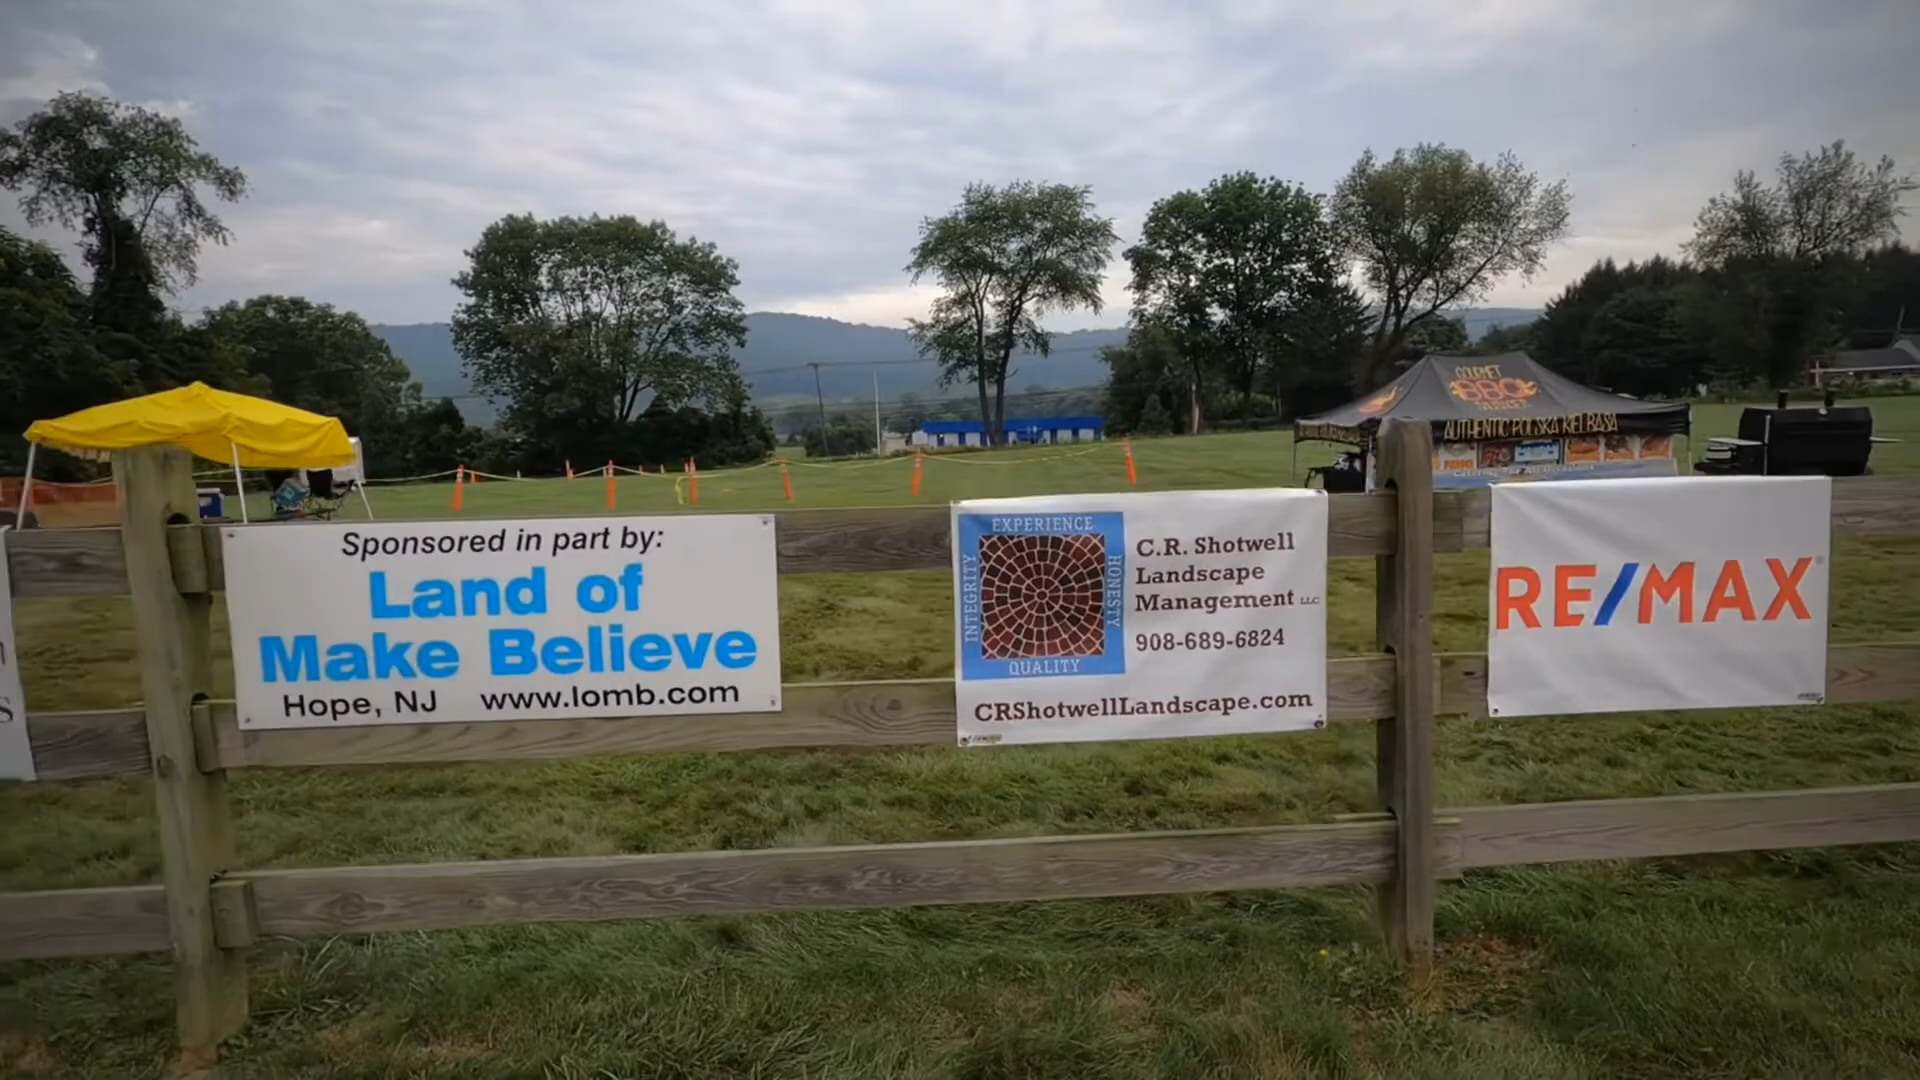 GOURMET
BBQ
AUTHENTIC POLSKA KIELBASA
Sponsored in part by:
Land of
Make Believe
Hope, NJ www.lomb.com
EXPERIENCE
INTEGRITY
HONESTY
QUALITY
C.R. Shotwell
Landscape
Management LLC
908-689-6824
CRShotwellLandscape.com
RE/MAX